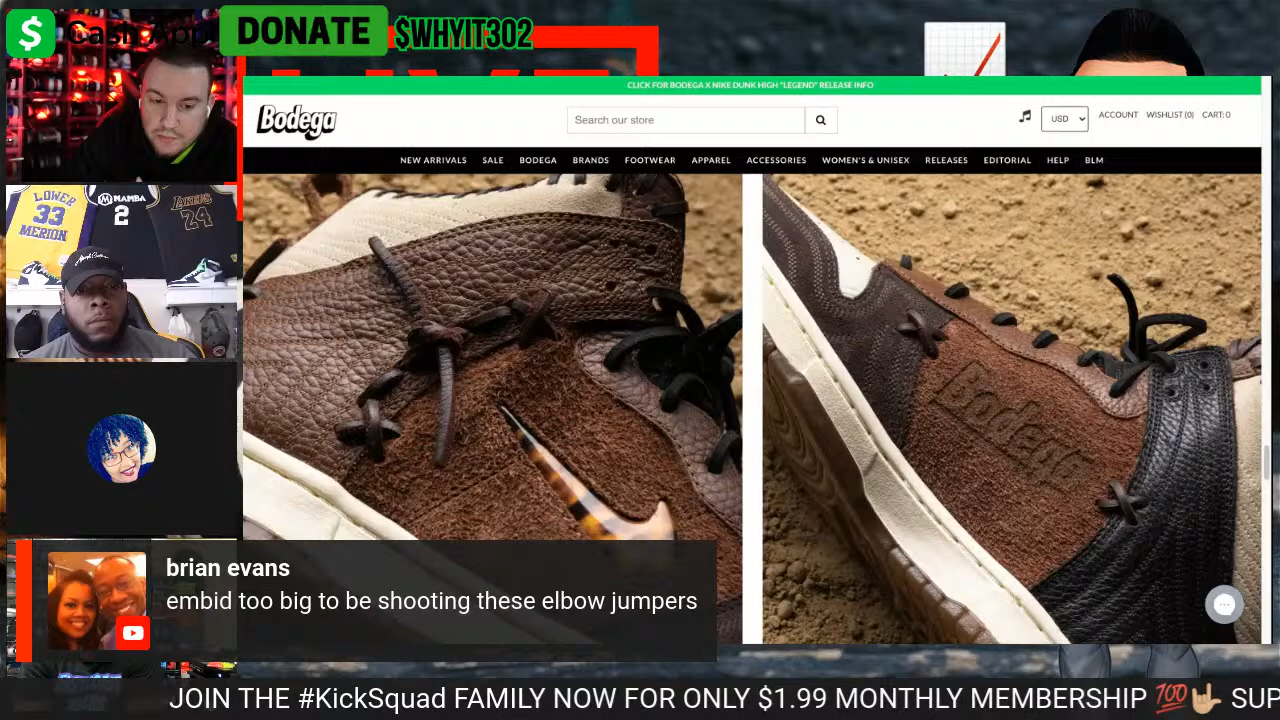 Cash App
DONATE
$WHYIT302
CLICK FOR BODEGA X NIKE DUNK HIGH "LEGEND" RELEASE INFO
Bodega
Search our store
USD
ACCOUNT
WISHLIST (0)
CART: 0
NEW ARRIVALS SALE BODEGA BRANDS FOOTWEAR APPAREL ACCESSORIES WOMEN'S & UNISEX RELEASES EDITORIAL HELP BLM
LOWER
33
MERION
MAMBA
2
LAKERS
24
Bodega
brian evans
embid too big to be shooting these elbow jumpers
JOIN THE #KickSquad FAMILY NOW FOR ONLY $1.99 MONTHLY MEMBERSHIP 💯🤟🏼 SUP